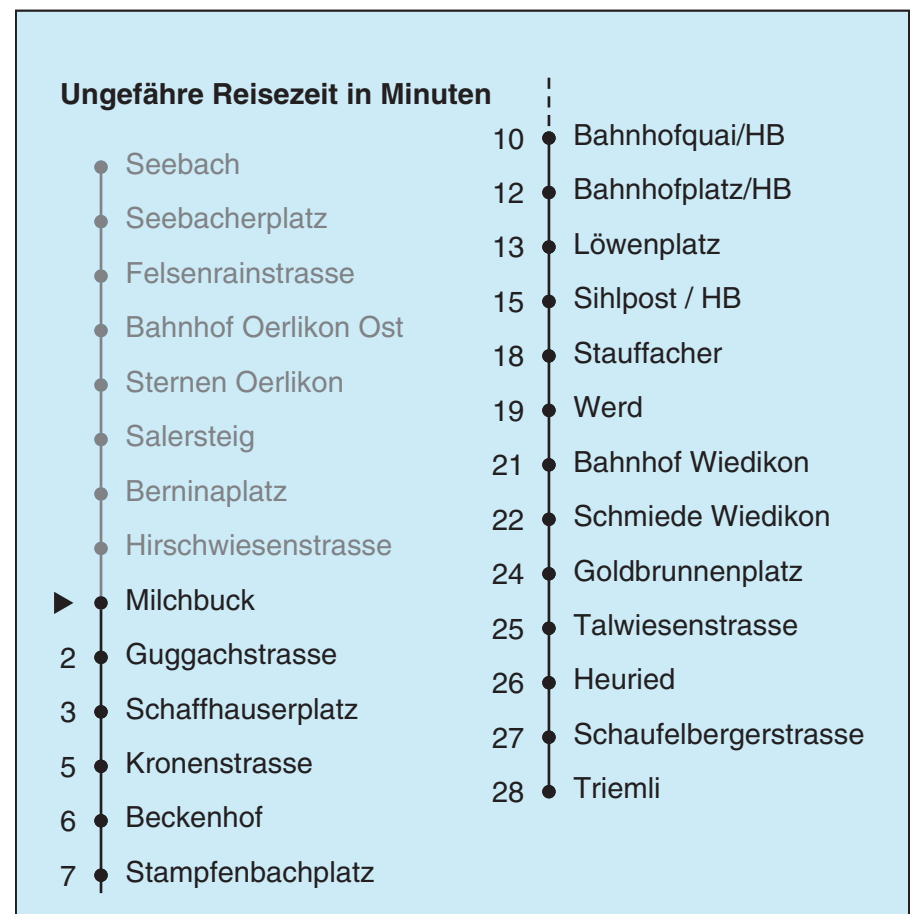 Ungefähre Reisezeit in Minuten
Seebach
Seebacherplatz
Felsenrainstrasse
Bahnhof Oerlikon Ost
Sternen Oerlikon
Salersteig
Berninaplatz
Hirschwiesenstrasse
Milchbuck
2 Guggachstrasse
3 Schaffhauserplatz
5 Kronenstrasse
6 Beckenhof
7 Stampfenbachplatz
10 Bahnhofquai/HB
12 Bahnhofplatz/HB
13 Löwenplatz
15 Sihlpost / HB
18 Stauffacher
19 Werd
21 Bahnhof Wiedikon
22 Schmiede Wiedikon
24 Goldbrunnenplatz
25 Talwiesenstrasse
26 Heuried
27 Schaufelbergerstrasse
28 Triemli